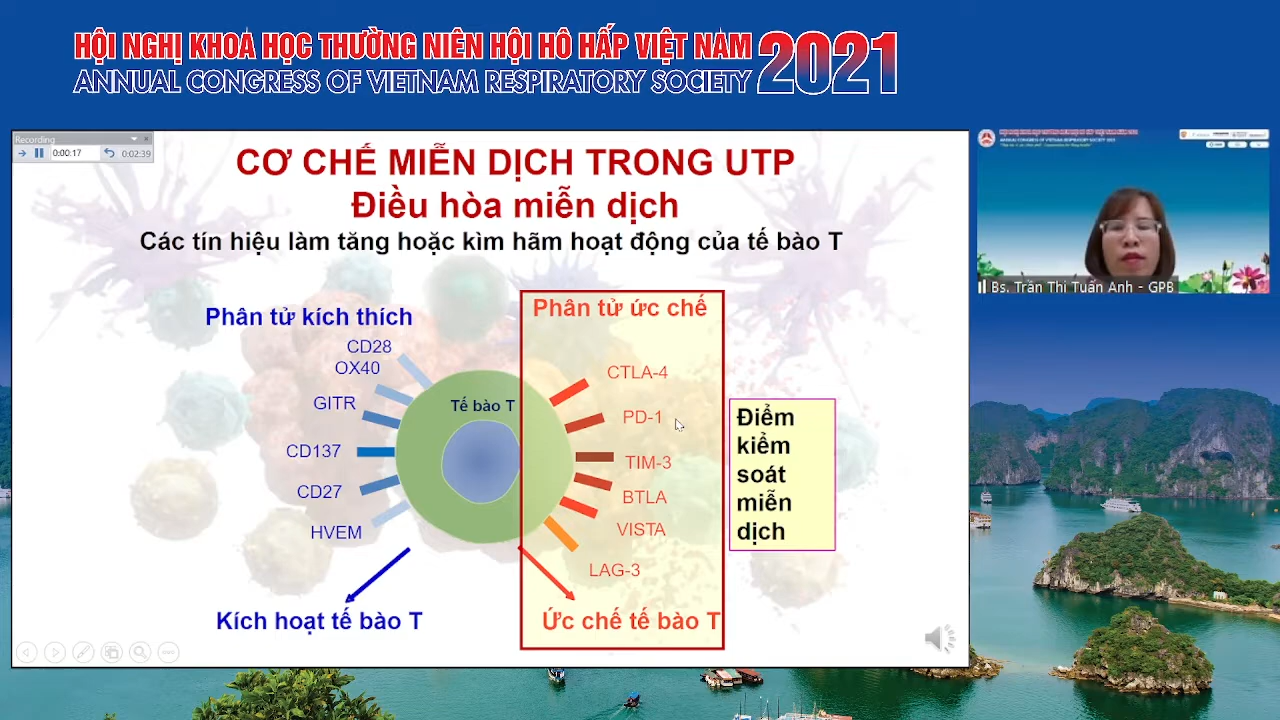 HỘI NGHỊ KHOA HỌC THƯỜNG NIÊN HỘI HÔ HẤP VIỆT NAM 2021
ANNUAL CONGRESS OF VIETNAM RESPIRATORY SOCIETY
Recording
0:00:17
0:02:39
CƠ CHẾ MIỄN DỊCH TRONG UTP
Điều hòa miễn dịch
Các tín hiệu làm tăng hoặc kìm hãm hoạt động của tế bào T
Phân tử kích thích
CD28
OX40
GITR
CD137
CD27
HVEM
Kích hoạt tế bào T
Tế bào T
Phân tử ức chế
CTLA-4
PD-1
TIM-3
BTLA
VISTA
LAG-3
Ức chế tế bào T
Điểm
kiểm
soát
miễn
dịch
Bs. Trần Thị Tuấn Anh - GPB